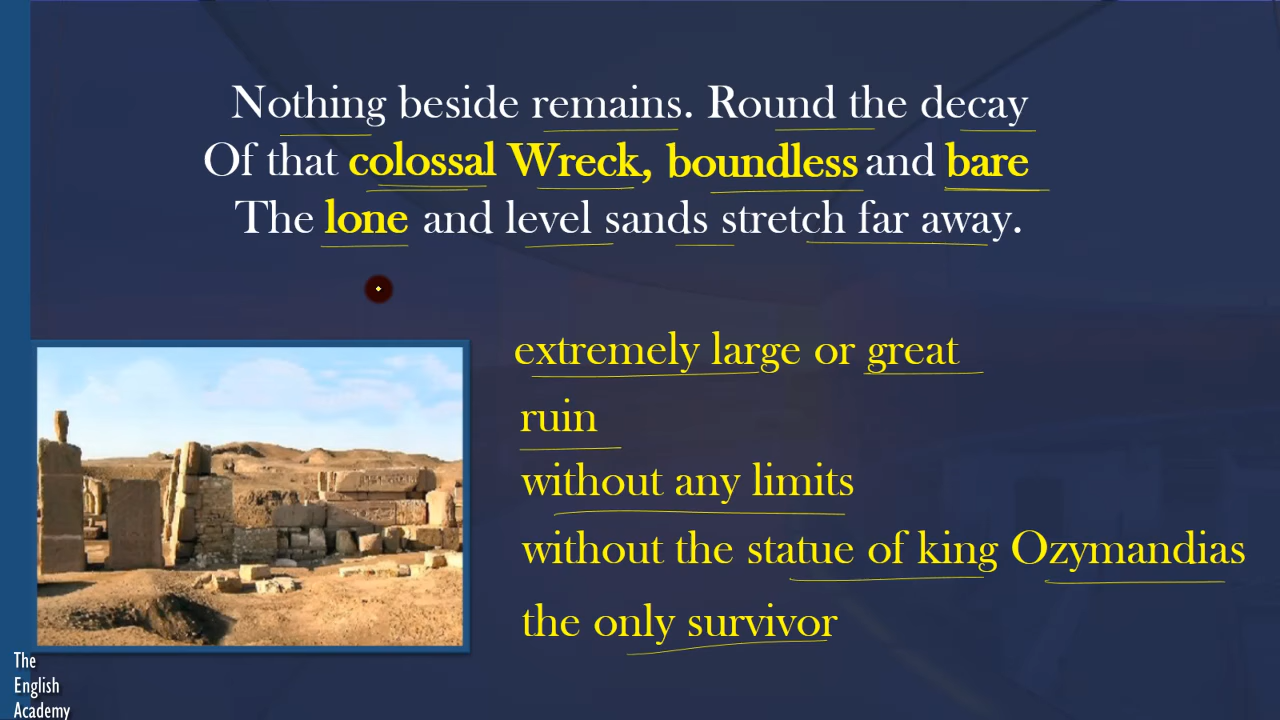 Nothing beside remains. Round the decay
Of that colossal Wreck, boundless and bare
The lone and level sands stretch far away.
extremely large or great
ruin
without any limits
without the statue of king Ozymandias
the only survivor
The
English
Academy